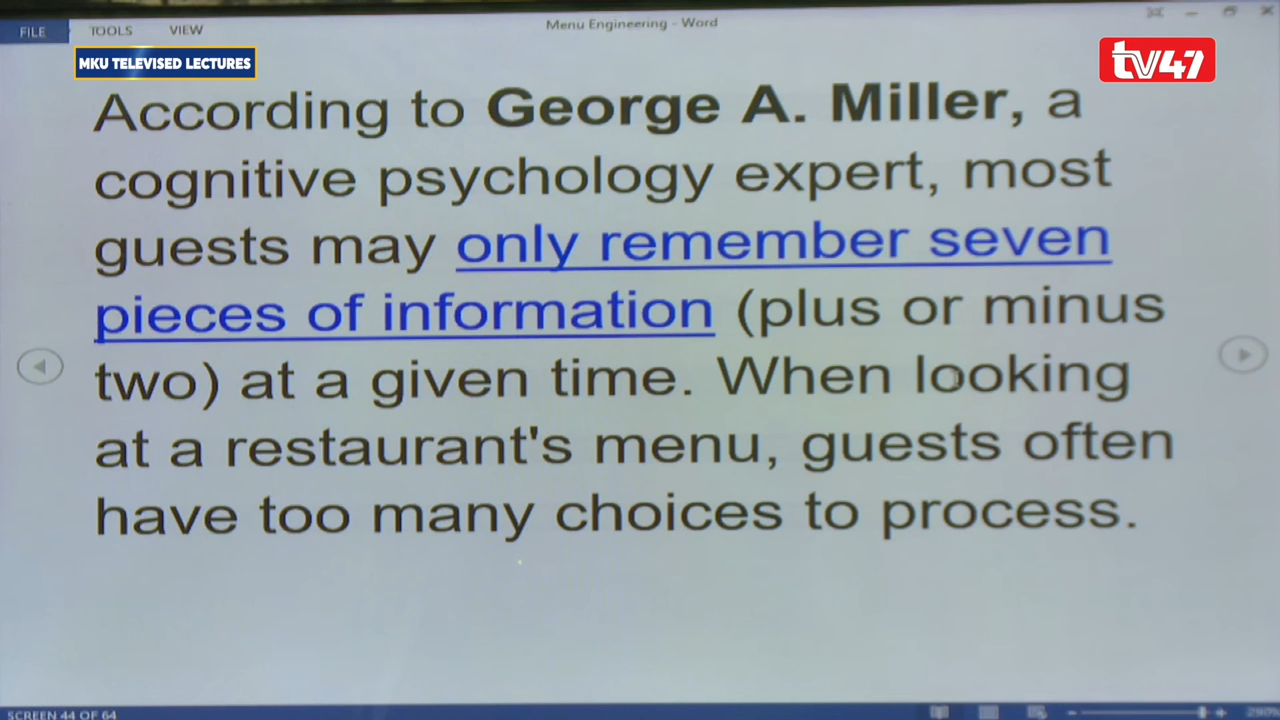 Menu Engineering - Word
FILE TOOLS VIEW
MKU TELEVISED LECTURES
tv47
According to George A. Miller, a
cognitive psychology expert, most
guests may only remember seven
pieces of information (plus or minus
two) at a given time. When looking
at a restaurant's menu, guests often
have too many choices to process.
SCREEN 44 OF 64